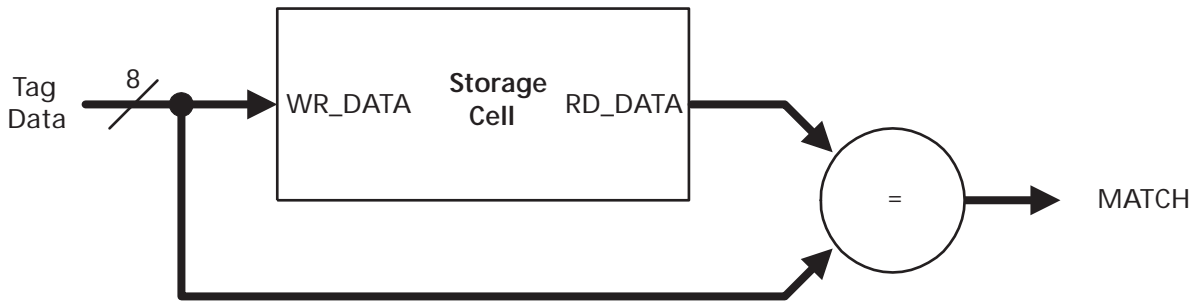 8
Tag
Data
WR_DATA
Storage
Cell
RD_DATA
=
MATCH